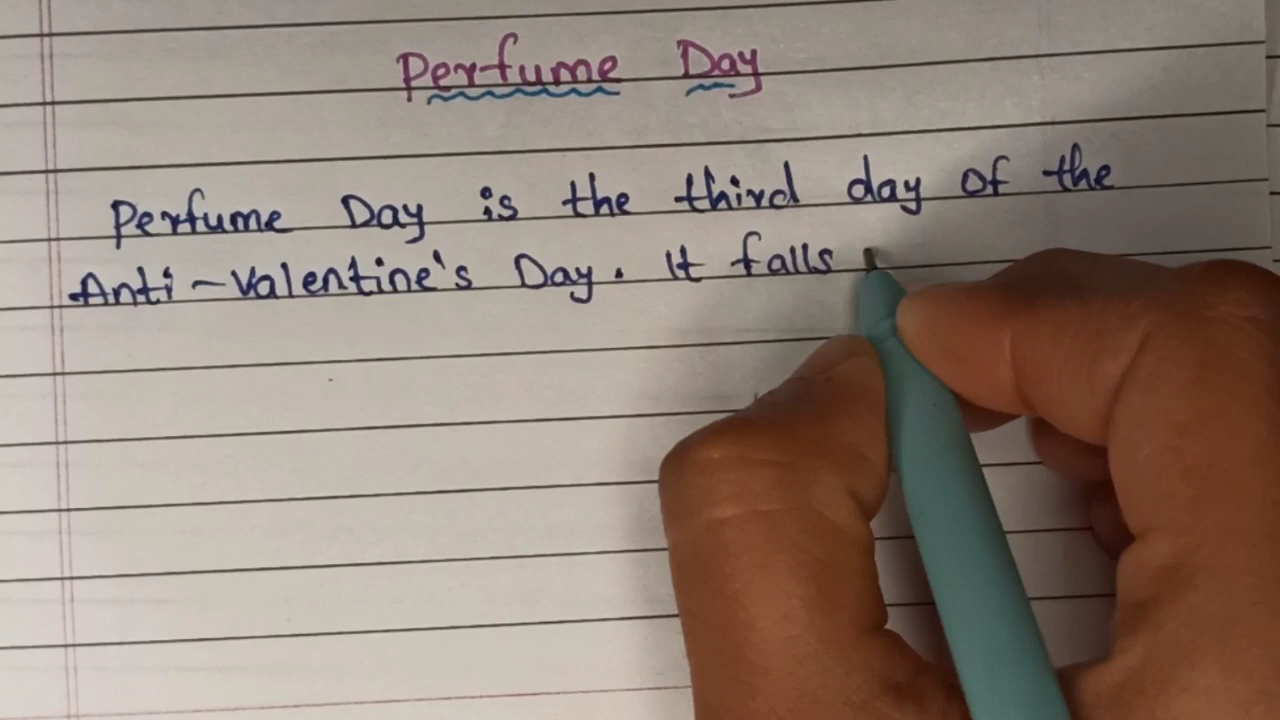 Perfume Day
Perfume Day is the third day of the
Anti-Valentine's Day. It falls